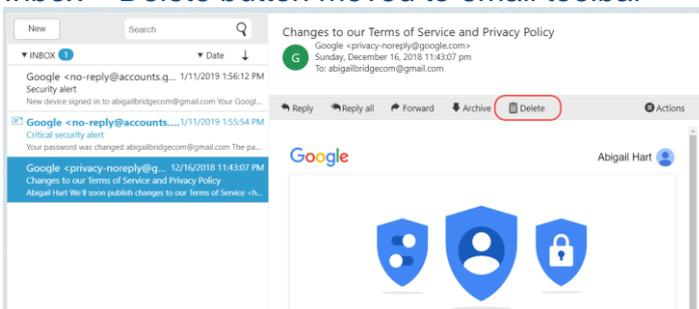 Inbox – Delete button moved to email toolbar
New
Search
INBOX 1
Date
Google <no-reply@accounts.g... 1/11/2019 1:56:12 PM
Security alert
New device signed in to abigailbridgecom@gmail.com Your Googl...
Google <no-reply@accounts.... 1/11/2019 1:55:54 PM
Critical security alert
Your password was changed abigailbridgecom@gmail.com The pa...
Google <privacy-noreply@g... 12/16/2018 11:43:07 PM
Changes to our Terms of Service and Privacy Policy
Abigail Hart We'll soon publish changes to our Terms of Service <h...
Changes to our Terms of Service and Privacy Policy
G
Google <privacy-noreply@google.com>
Sunday, December 16, 2018 11:43:07 pm
To: abigailbridgecom@gmail.com
Reply Reply all Forward Archive Delete Actions
Google
Abigail Hart